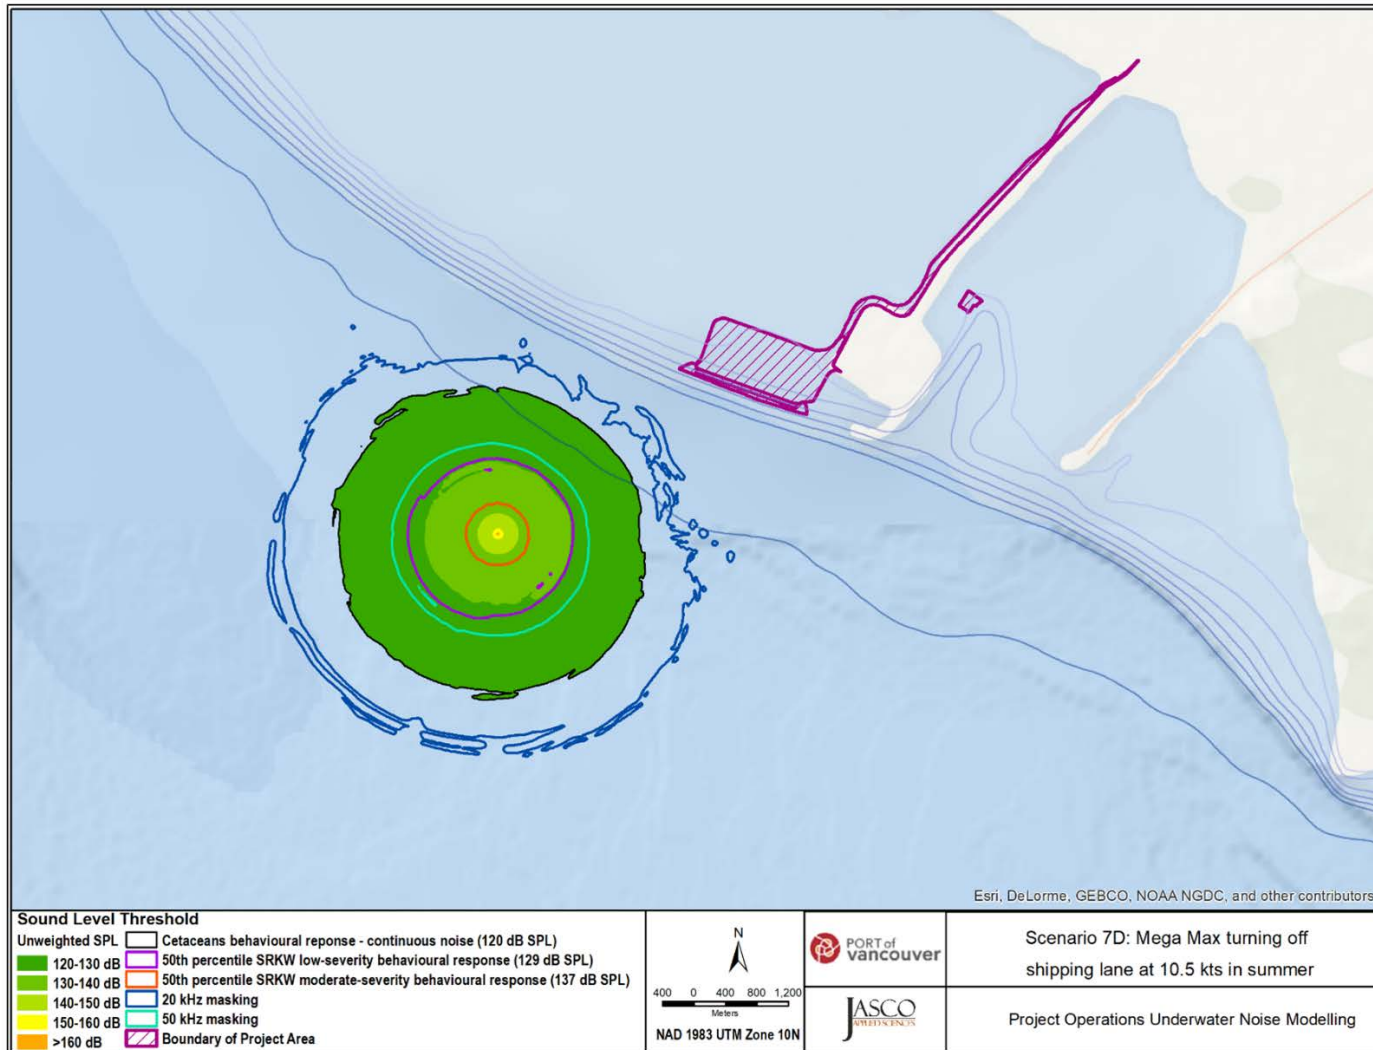 Esri, DeLorme, GEBCO, NOAA NGDC, and other contributors
Sound Level Threshold
Unweighted SPL
120-130 dB
130-140 dB
140-150 dB
150-160 dB
>160 dB
Cetaceans behavioural reponse - continuous noise (120 dB SPL)
50th percentile SRKW low-severity behavioural response (129 dB SPL)
50th percentile SRKW moderate-severity behavioural response (137 dB SPL)
20 kHz masking
50 kHz masking
Boundary of Project Area
N
400 0 400 800 1,200
Meters
NAD 1983 UTM Zone 10N
PORT of
vancouver
JASCO
APPLIED SCIENCES
Scenario 7D: Mega Max turning off
shipping lane at 10.5 kts in summer
Project Operations Underwater Noise Modelling